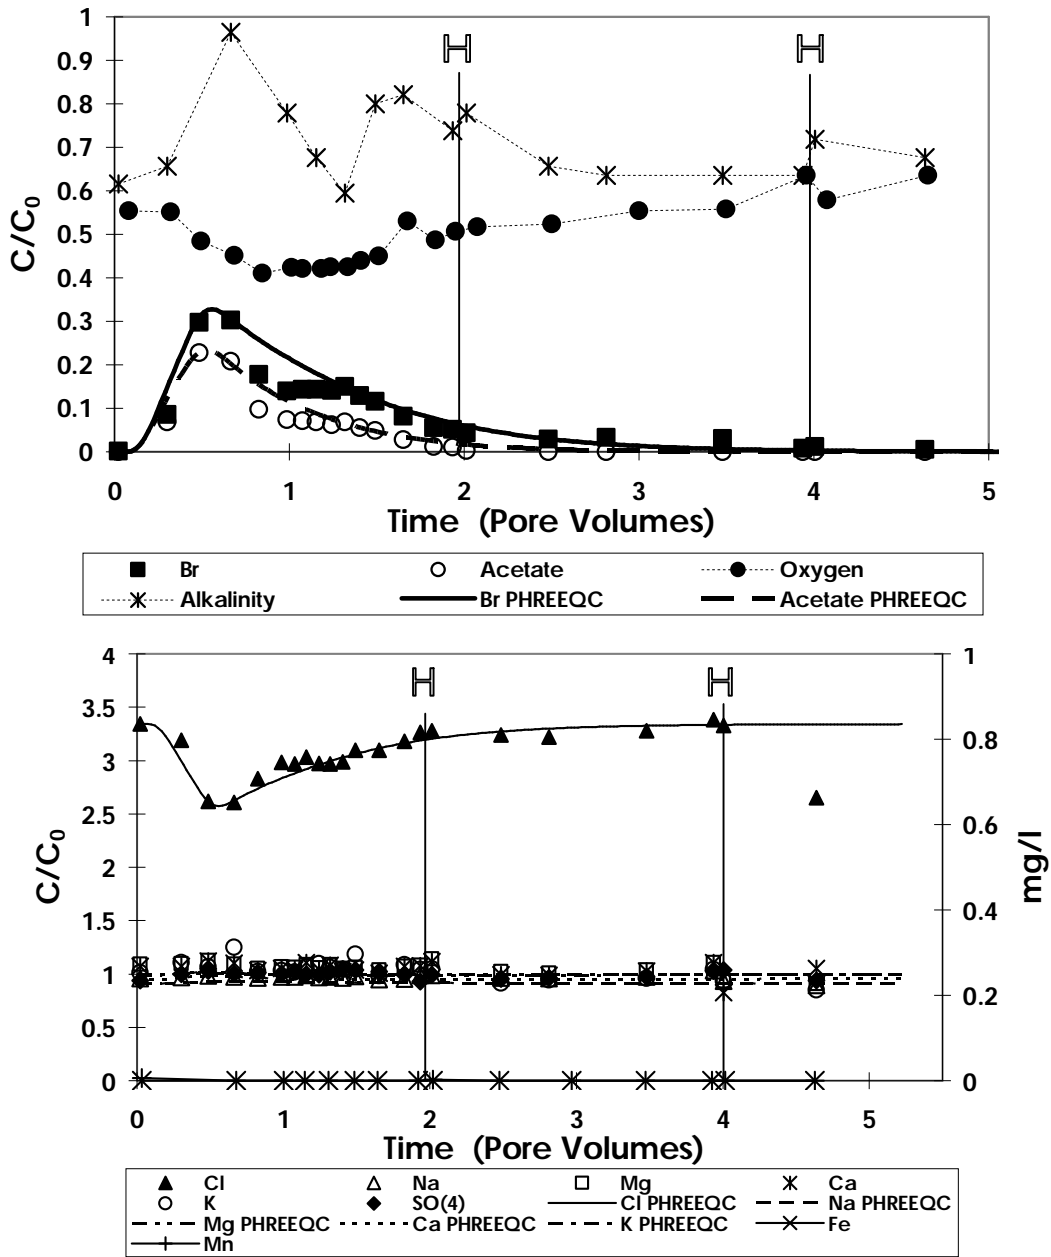 1
0.9
0.8
0.7
0.6
0.5
0.4
0.3
0.2
0.1
0
C/C0
H H
0 1 2 3 4 5
Time (Pore Volumes)
Br Acetate Oxygen
Alkalinity Br PHREEQC Acetate PHREEQC
4 1
3.5
3 0.8
2.5
0.6
2
1.5 0.4
1
0.2
0.5
0 0
C/C0
mg/l
H H
0 1 2 3 4 5
Time (Pore Volumes)
Cl Na Mg Ca
K SO(4) Cl PHREEQC Na PHREEQC
Mg PHREEQC Ca PHREEQC K PHREEQC Fe
Mn